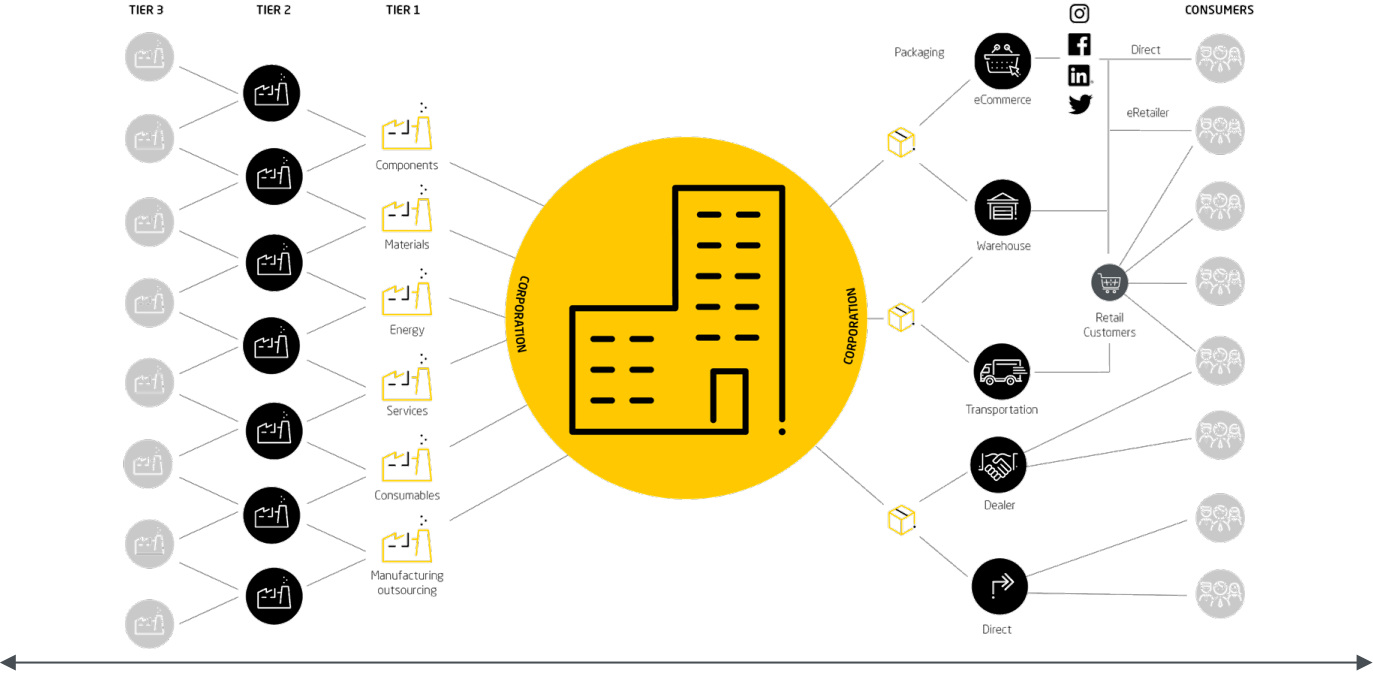 TIER 3
TIER 2
TIER 1
CONSUMERS
Components
Materials
Energy
Services
Consumables
Manufacturing
outsourcing
CORPORATION
CORPORATION
Packaging
eCommerce
Warehouse
Transportation
Dealer
Direct
in
Direct
eRetailer
Retail
Customers